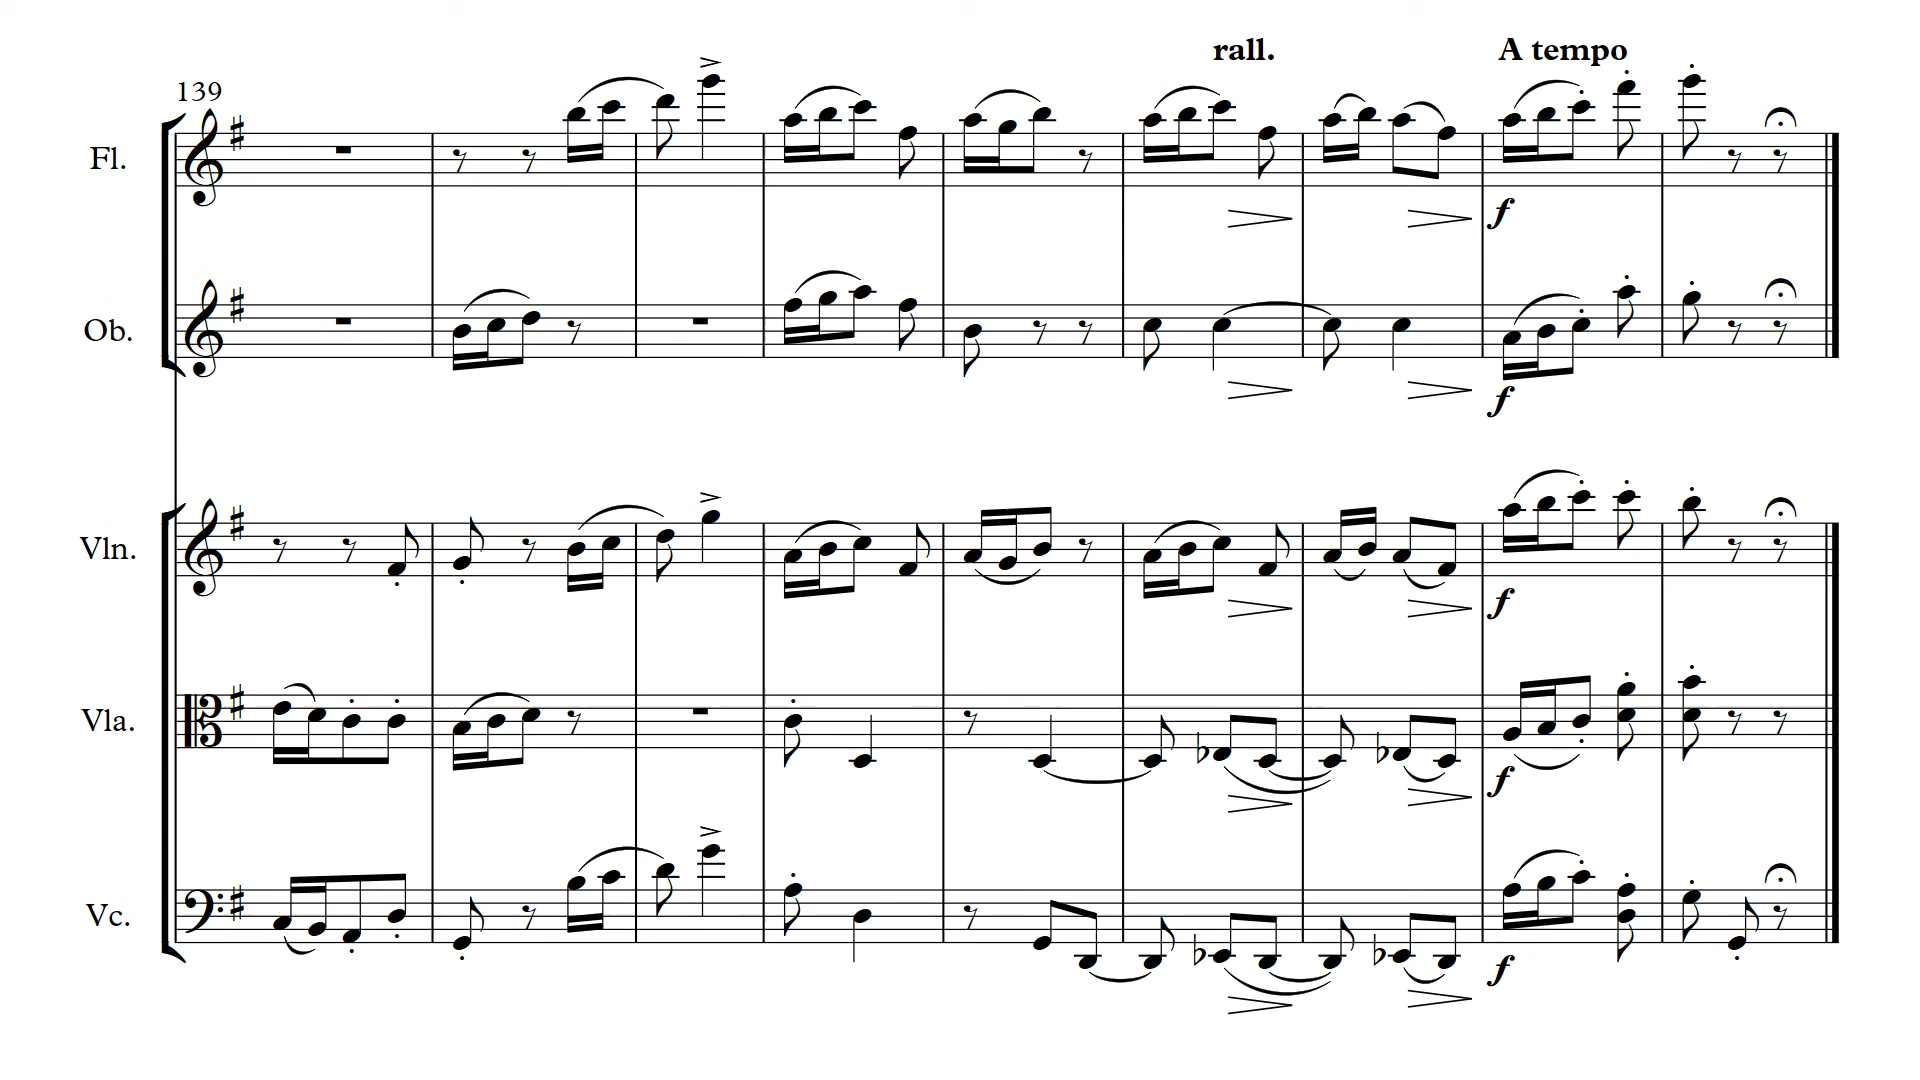 rall. A tempo
139
Fl.
f
Ob.
f
Vln.
f
Vla.
f
Vc.
f